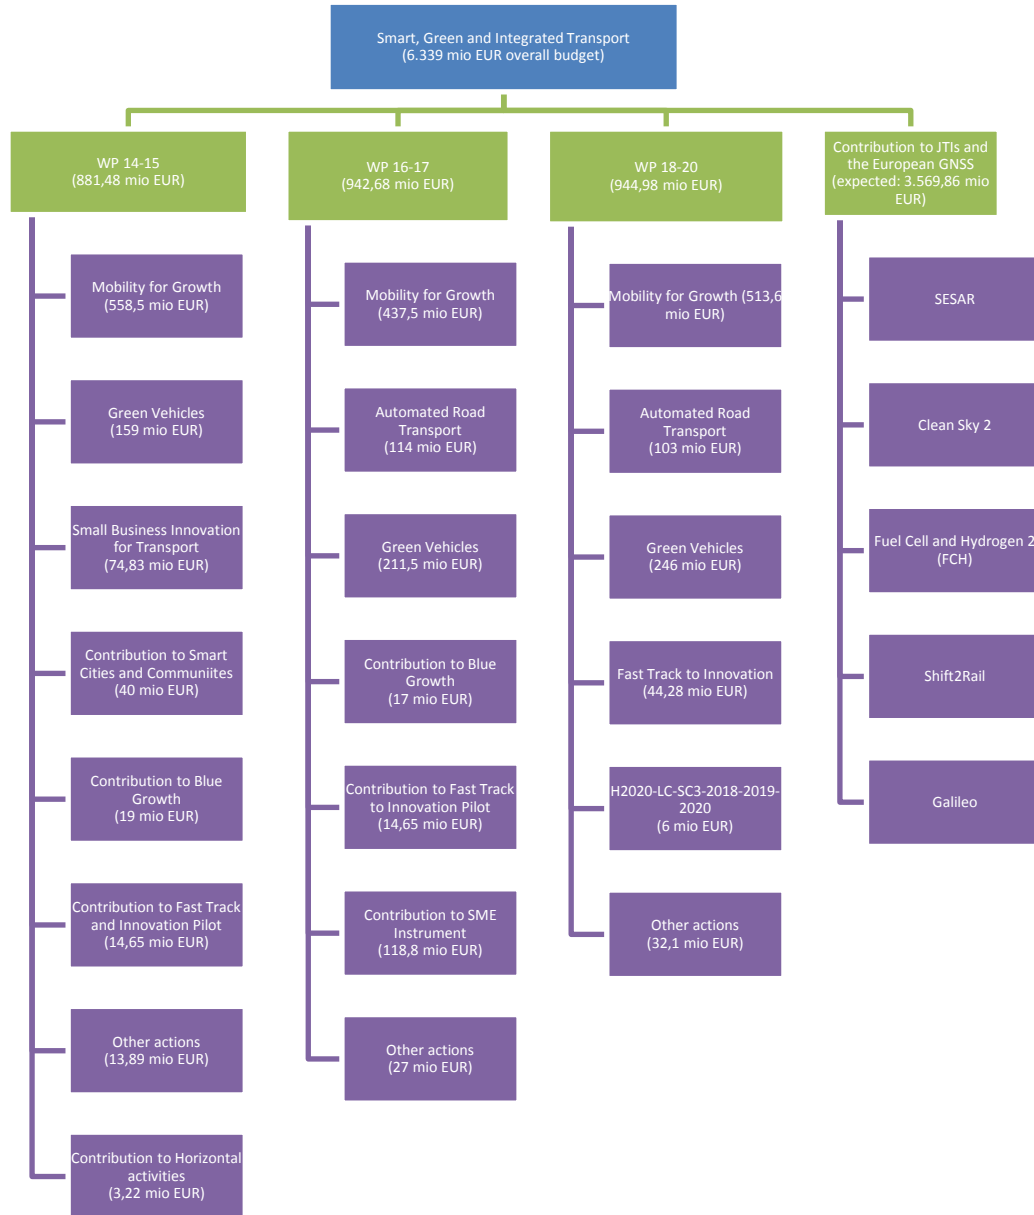 Smart, Green and Integrated Transport
(6.339 mio EUR overall budget)
WP 14-15
(881,48 mio EUR)
Mobility for Growth
(558,5 mio EUR)
Green Vehicles
(159 mio EUR)
Small Business Innovation
for Transport
(74,83 mio EUR)
Contribution to Smart
Cities and Communiites
(40 mio EUR)
Contribution to Blue
Growth
(19 mio EUR)
Contribution to Fast Track
and Innovation Pilot
(14,65 mio EUR)
Other actions
(13,89 mio EUR)
Contribution to Horizontal
activities
(3,22 mio EUR)
WP 16-17
(942,68 mio EUR)
Mobility for Growth
(437,5 mio EUR)
Automated Road
Transport
(114 mio EUR)
Green Vehicles
(211,5 mio EUR)
Contribution to Blue
Growth
(17 mio EUR)
Contribution to Fast Track
to Innovation Pilot
(14,65 mio EUR)
Contribution to SME
Instrument
(118,8 mio EUR)
Other actions
(27 mio EUR)
WP 18-20
(944,98 mio EUR)
Mobility for Growth (513,6
mio EUR)
Automated Road
Transport
(103 mio EUR)
Green Vehicles
(246 mio EUR)
Fast Track to Innovation
(44,28 mio EUR)
H2020-LC-SC3-2018-2019-
2020
(6 mio EUR)
Other actions
(32,1 mio EUR)
Contribution to JTIs and
the European GNSS
(expected: 3.569,86 mio
EUR)
SESAR
Clean Sky 2
Fuel Cell and Hydrogen 2
(FCH)
Shift2Rail
Galileo